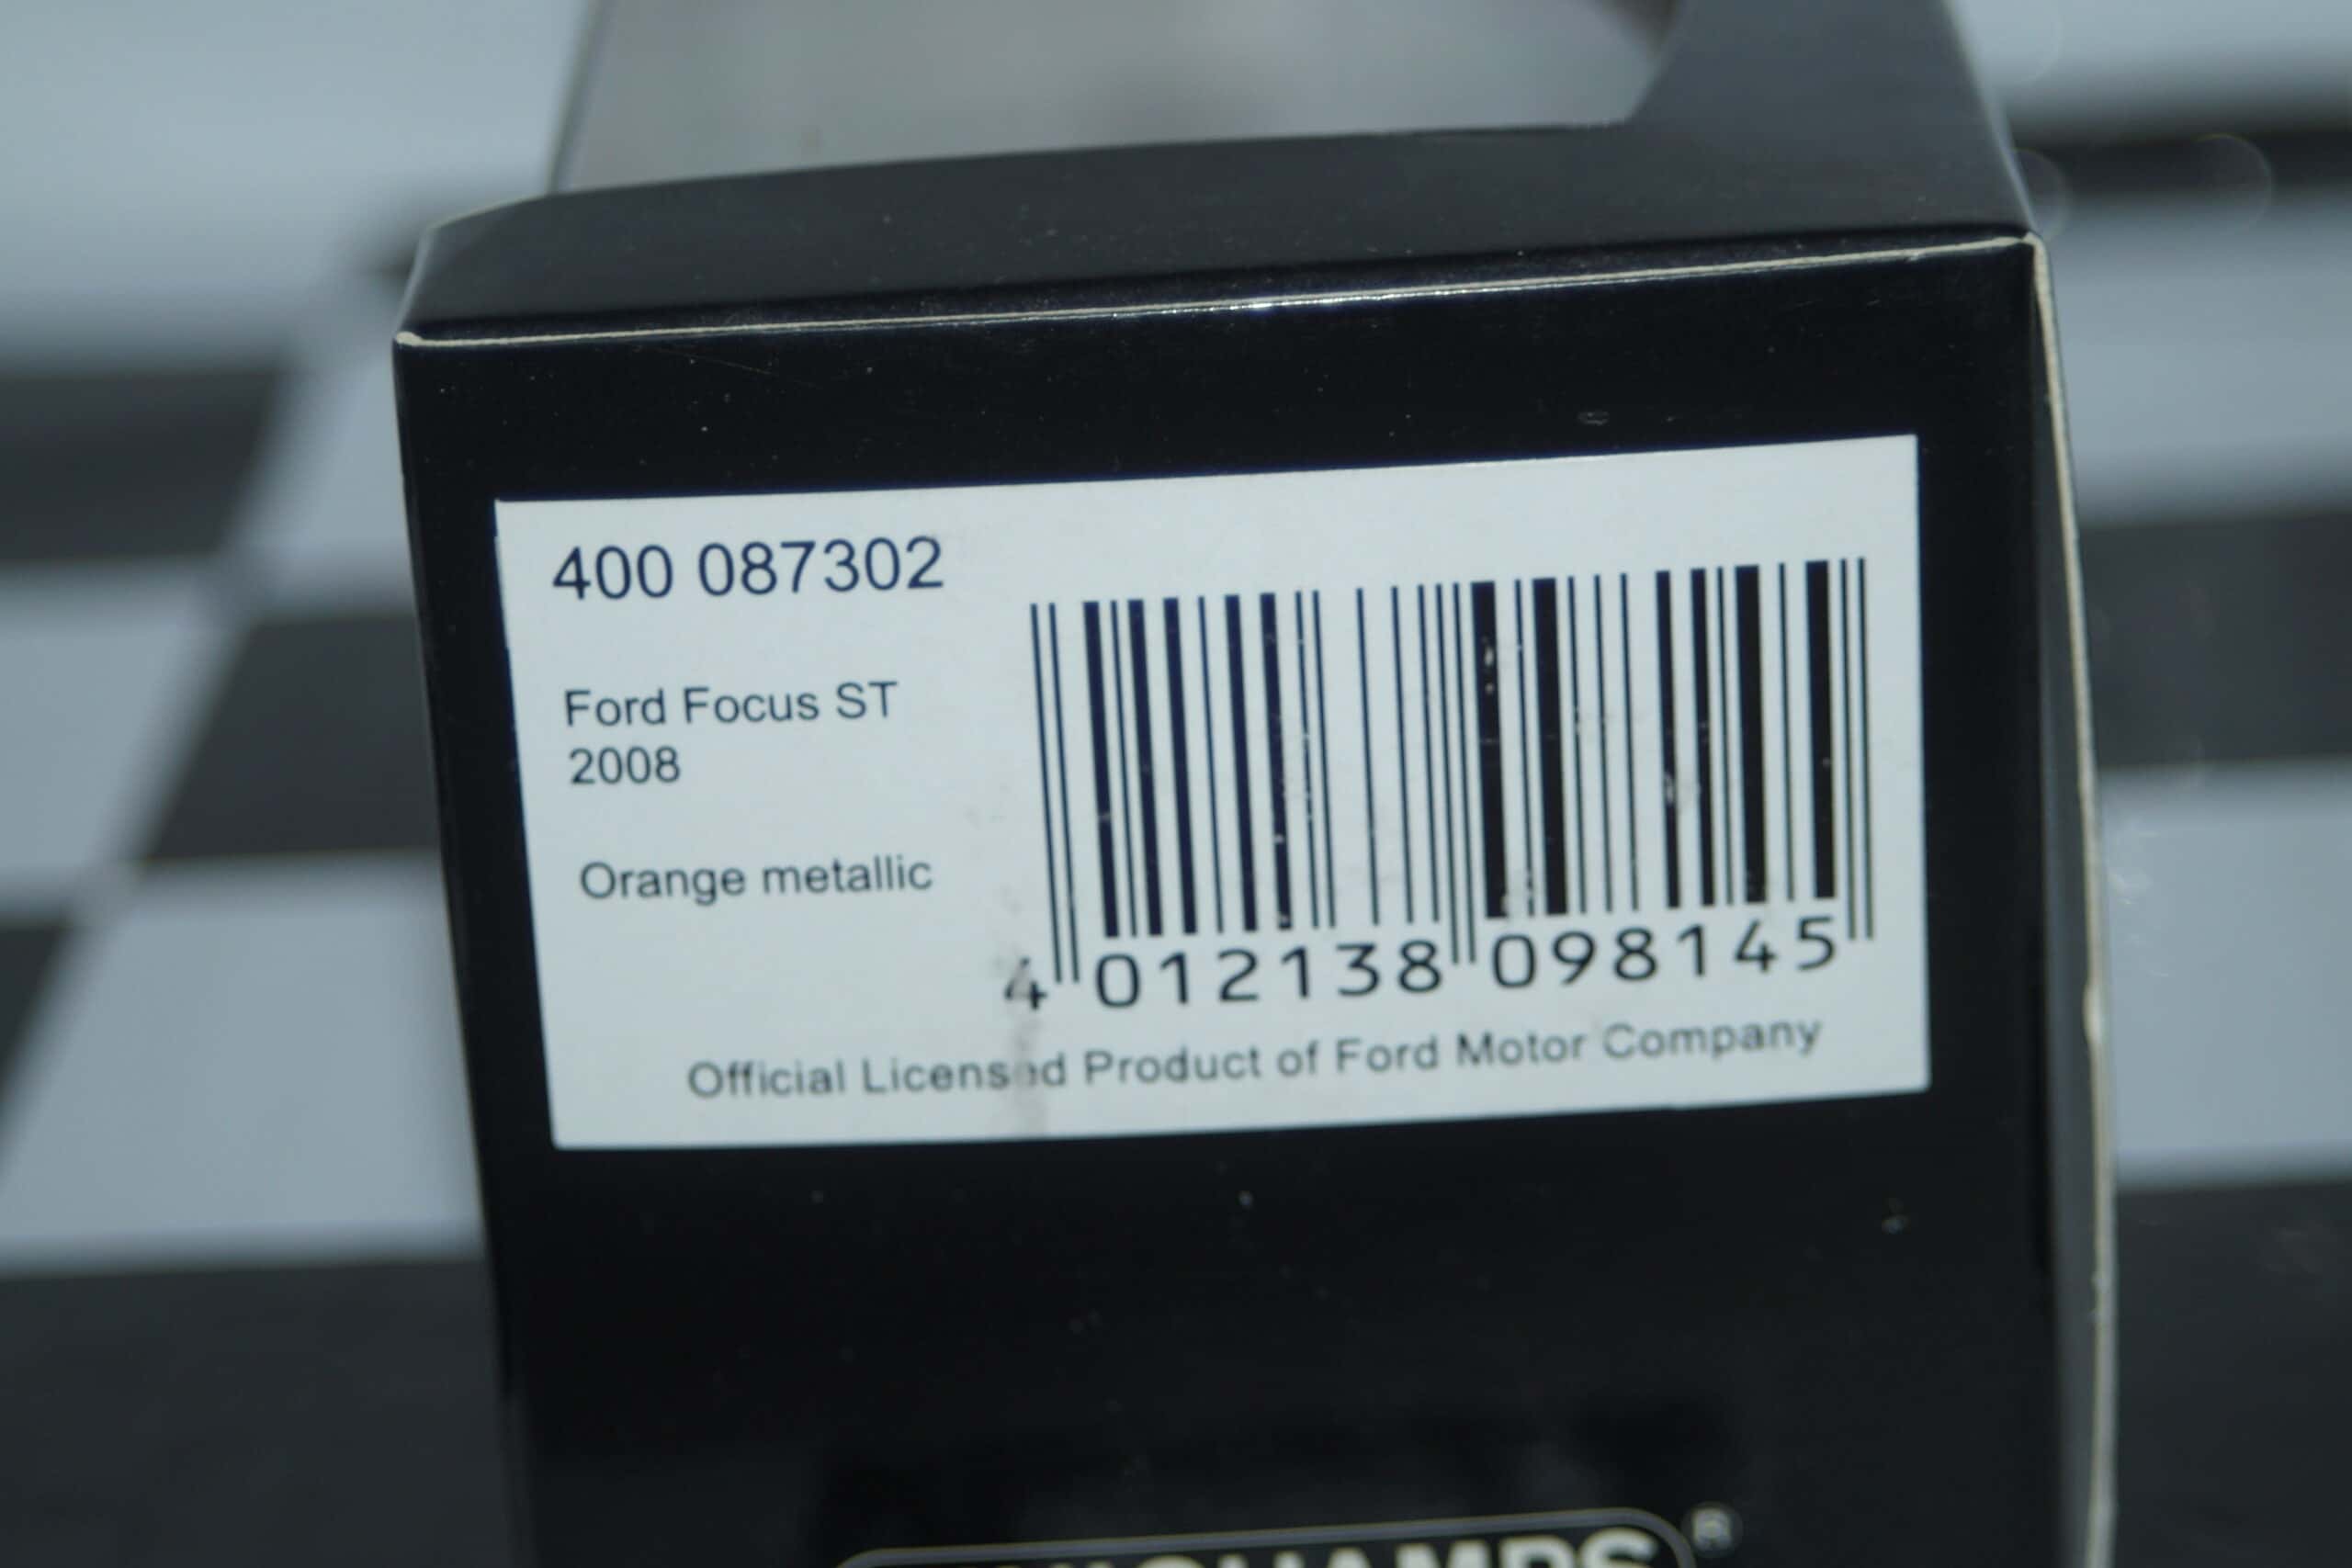 400 087302
Ford Focus ST
2008
Orange metallic
4 012138 098145
Official Licensed Product of Ford Motor Company
®